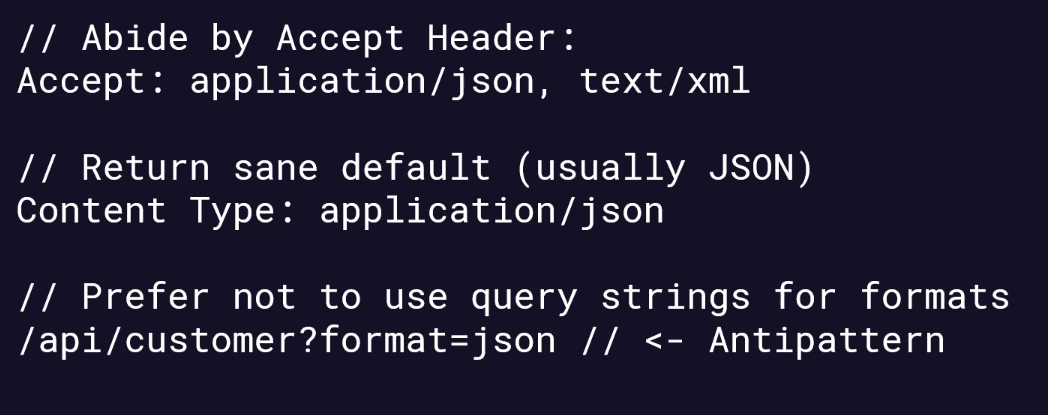 // Abide by Accept Header:
Accept: application/json, text/xml
// Return sane default (usually JSON)
Content Type: application/json
// Prefer not to use query strings for formats
/api/customer?format=json // <- Antipattern